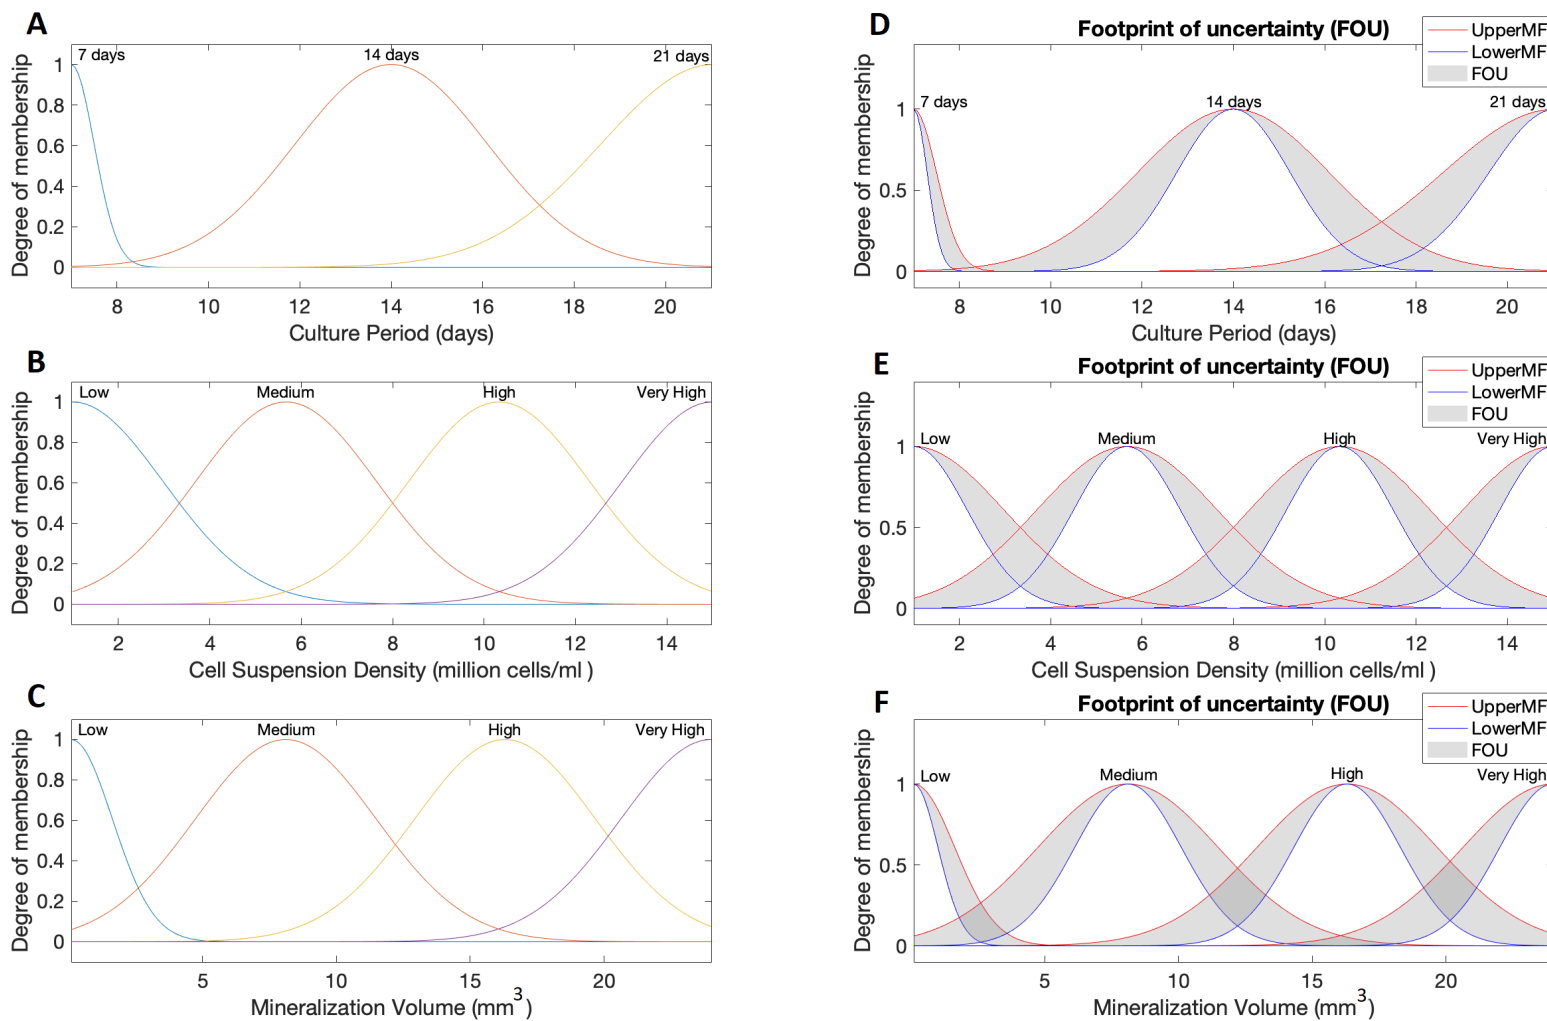 A
7 days
14 days
21 days
1
0.8
0.6
0.4
0.2
0
Degree of membership
8
10
12
14
16
18
20
Culture Period (days)
D
Footprint of uncertainty (FOU)
UpperMF
LowerMF
FOU
7 days
14 days
21 days
1
0.5
0
Degree of membership
8
10
12
14
16
18
20
Culture Period (days)
B
Low
Medium
High
Very High
1
0.8
0.6
0.4
0.2
0
Degree of membership
2
4
6
8
10
12
14
Cell Suspension Density (million cells/ml )
E
Footprint of uncertainty (FOU)
UpperMF
LowerMF
FOU
Low
Medium
High
Very High
1
0.5
0
Degree of membership
2
4
6
8
10
12
14
Cell Suspension Density (million cells/ml )
C
Low
Medium
High
Very High
1
0.8
0.6
0.4
0.2
0
Degree of membership
5
10
15
20
Mineralization Volume (mm³)
F
Footprint of uncertainty (FOU)
UpperMF
LowerMF
FOU
Low
Medium
High
Very High
1
0.5
0
Degree of membership
5
10
15
20
Mineralization Volume (mm³)